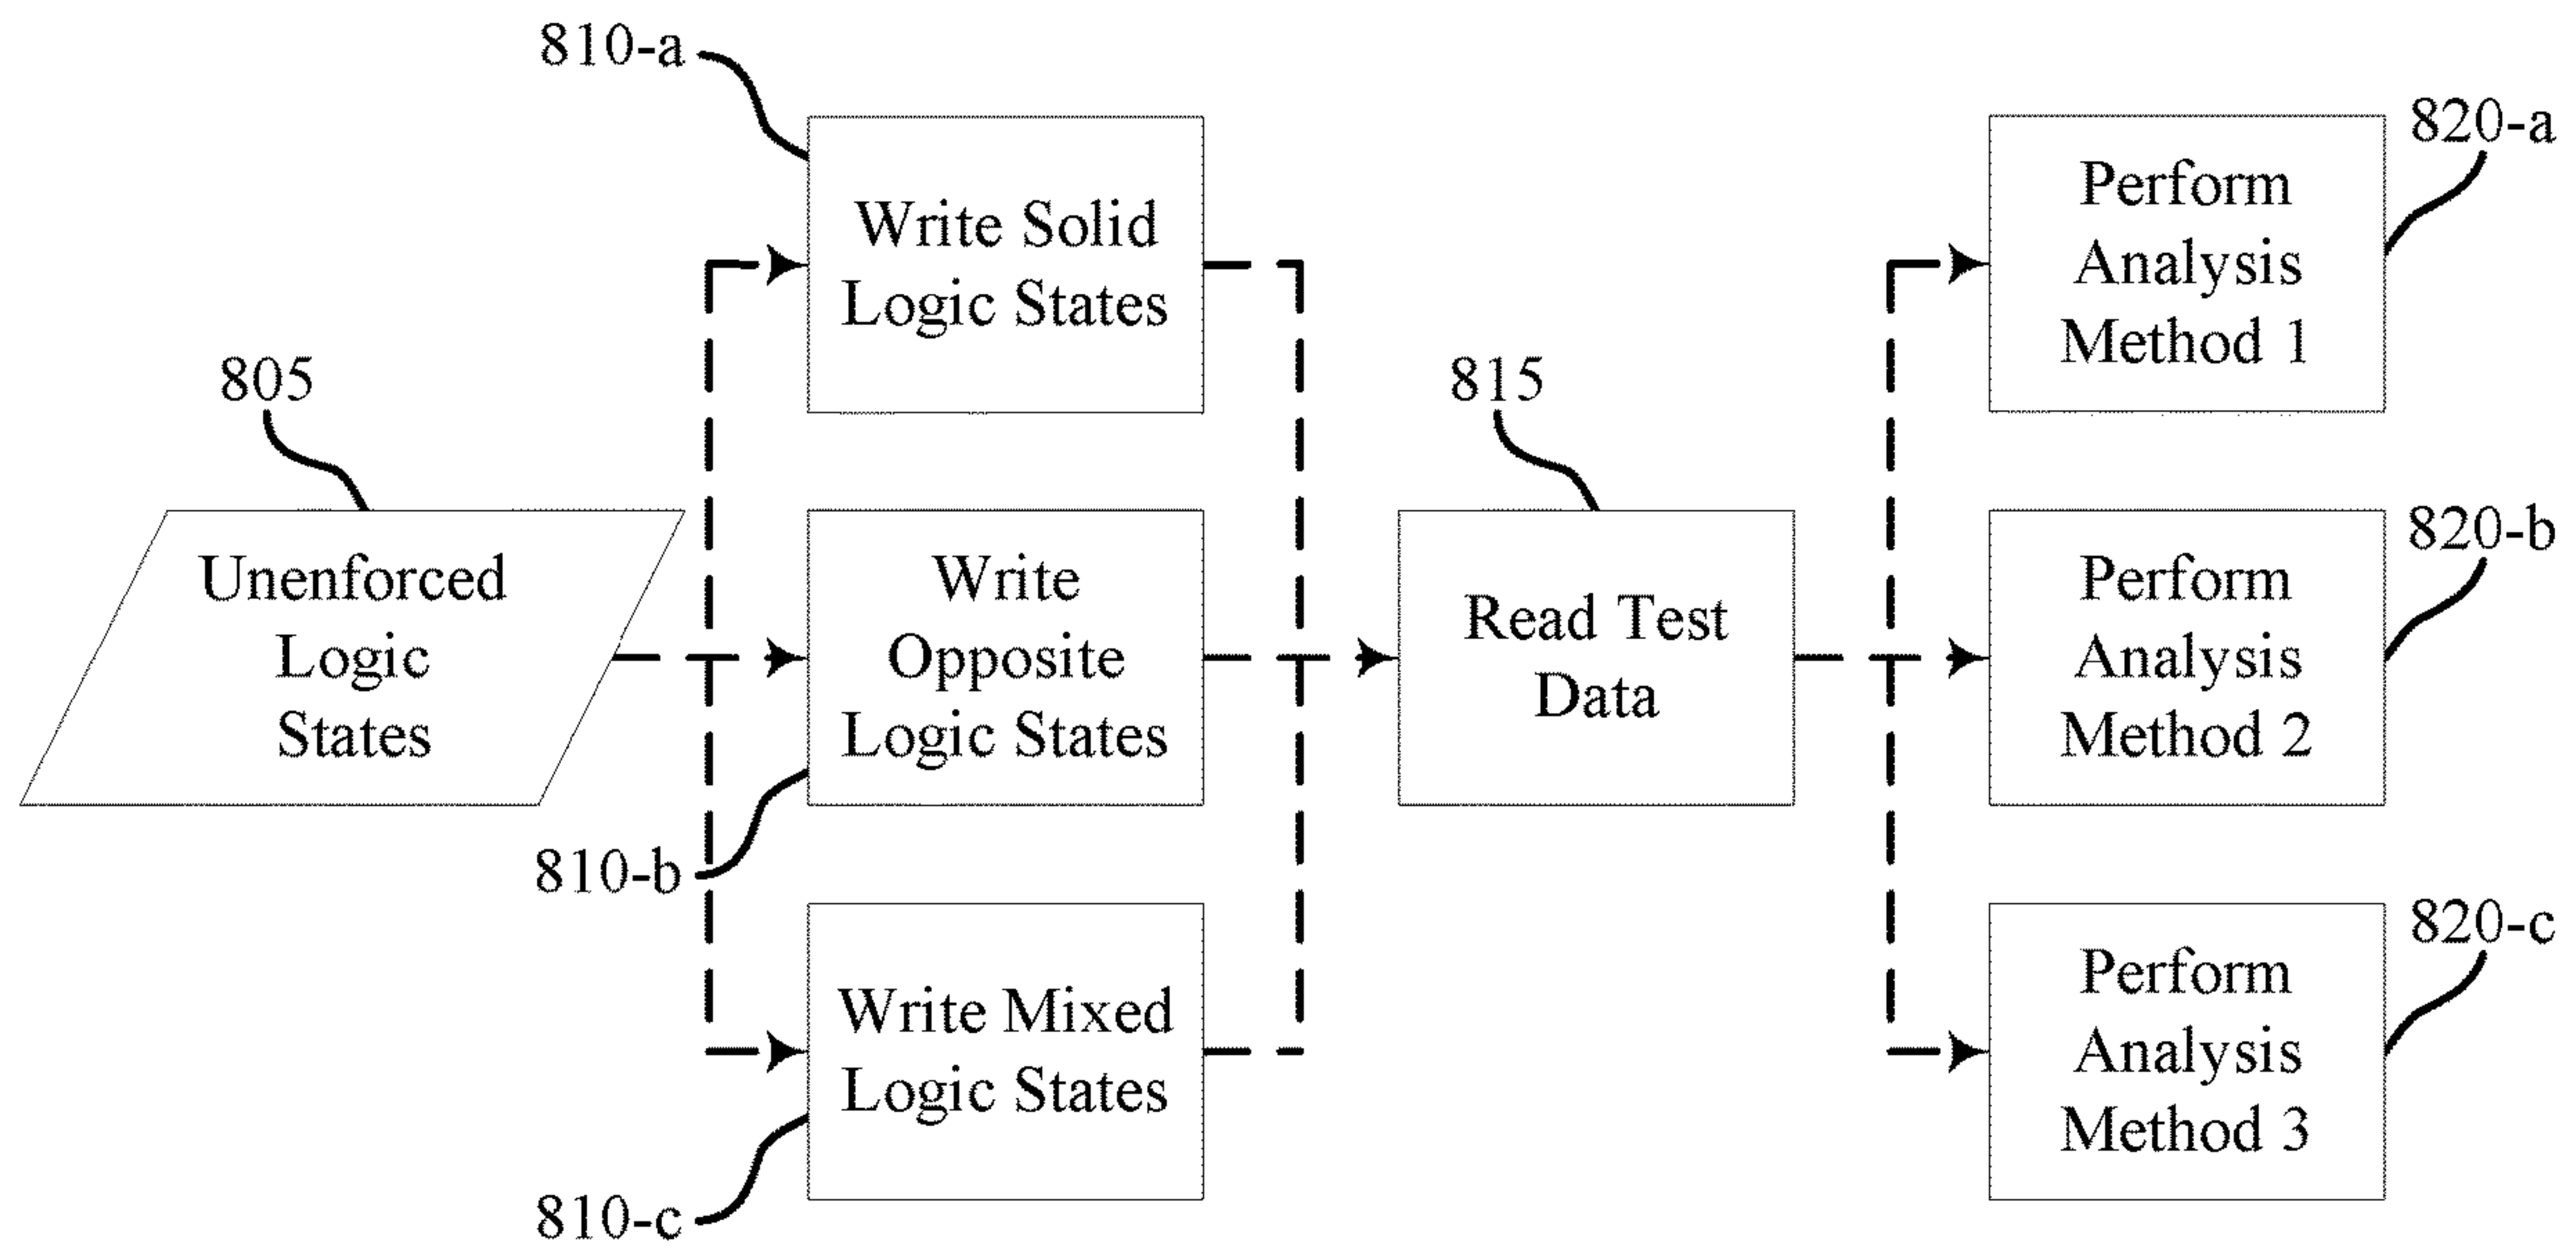 810-a
Write Solid
Logic States
805
Unenforced
Logic
States
Write
Opposite
Logic States
810-b
Write Mixed
Logic States
810-c
815
Read Test
Data
820-a
Perform
Analysis
Method 1
820-b
Perform
Analysis
Method 2
820-c
Perform
Analysis
Method 3